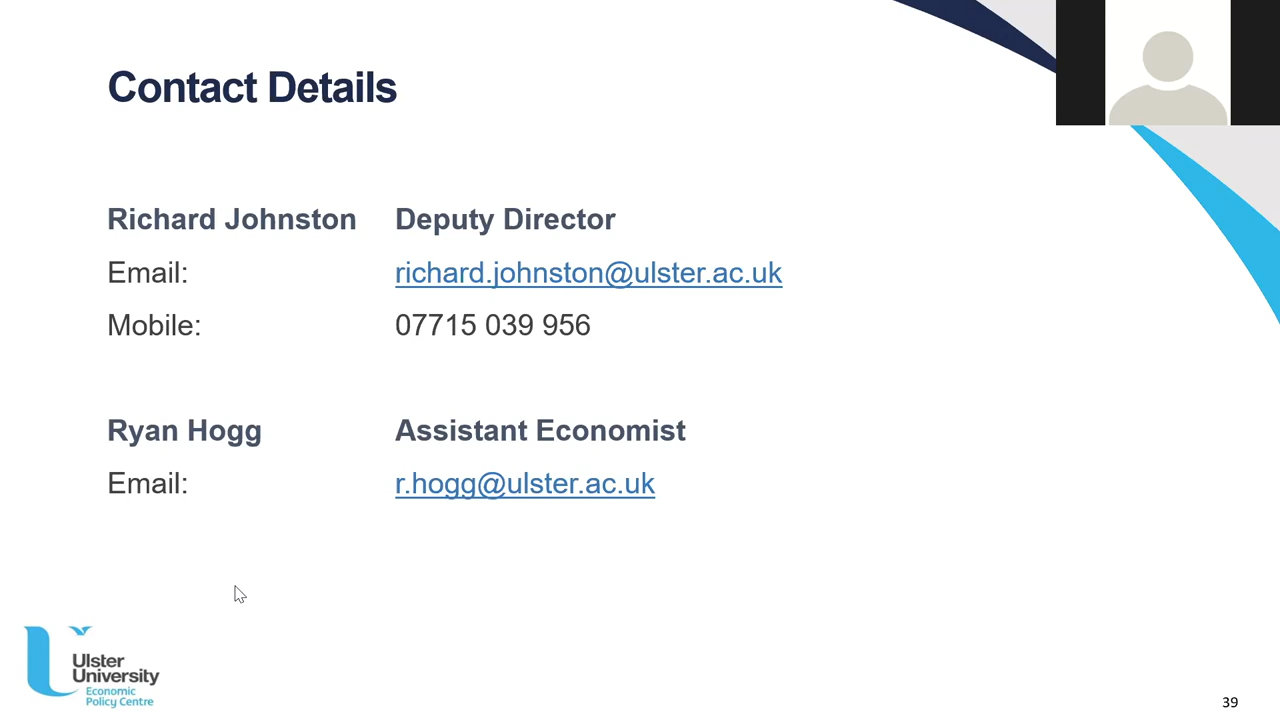 Contact Details
Richard Johnston Deputy Director
Email: richard.johnston@ulster.ac.uk
Mobile: 07715 039 956
Ryan Hogg Assistant Economist
Email: r.hogg@ulster.ac.uk
Ulster
University
Economic
Policy Centre
39